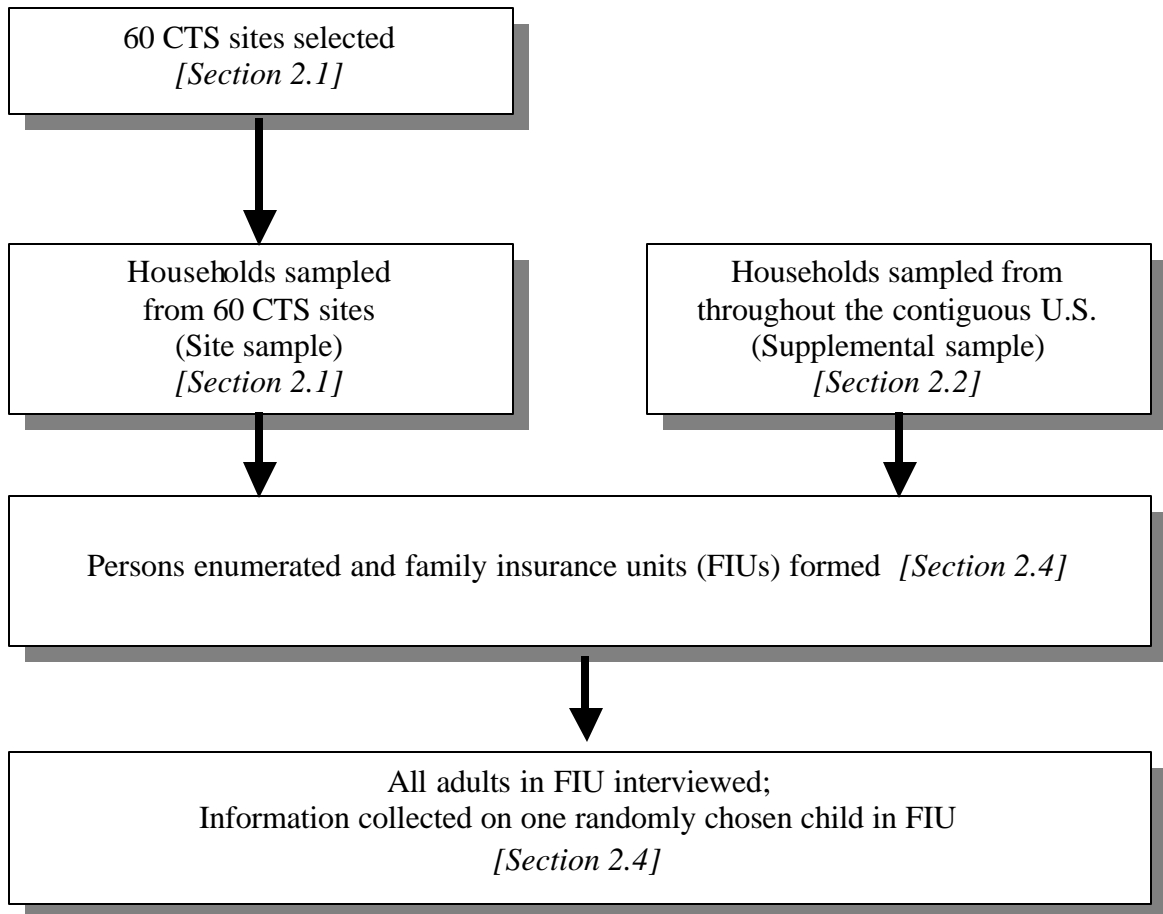 60 CTS sites selected
[Section 2.1]
Households sampled
from 60 CTS sites
(Site sample)
[Section 2.1]
Households sampled from
throughout the contiguous U.S.
(Supplemental sample)
[Section 2.2]
Persons enumerated and family insurance units (FIUs) formed [Section 2.4]
All adults in FIU interviewed;
Information collected on one randomly chosen child in FIU
[Section 2.4]